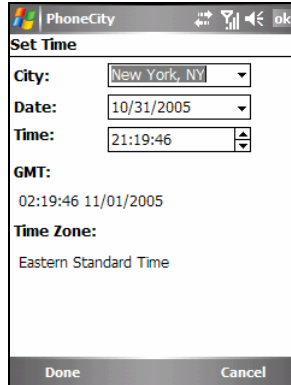 PhoneCity ok
Set Time
City: New York, NY
Date: 10/31/2005
Time: 21:19:46
GMT:
02:19:46 11/01/2005
Time Zone:
Eastern Standard Time
Done Cancel